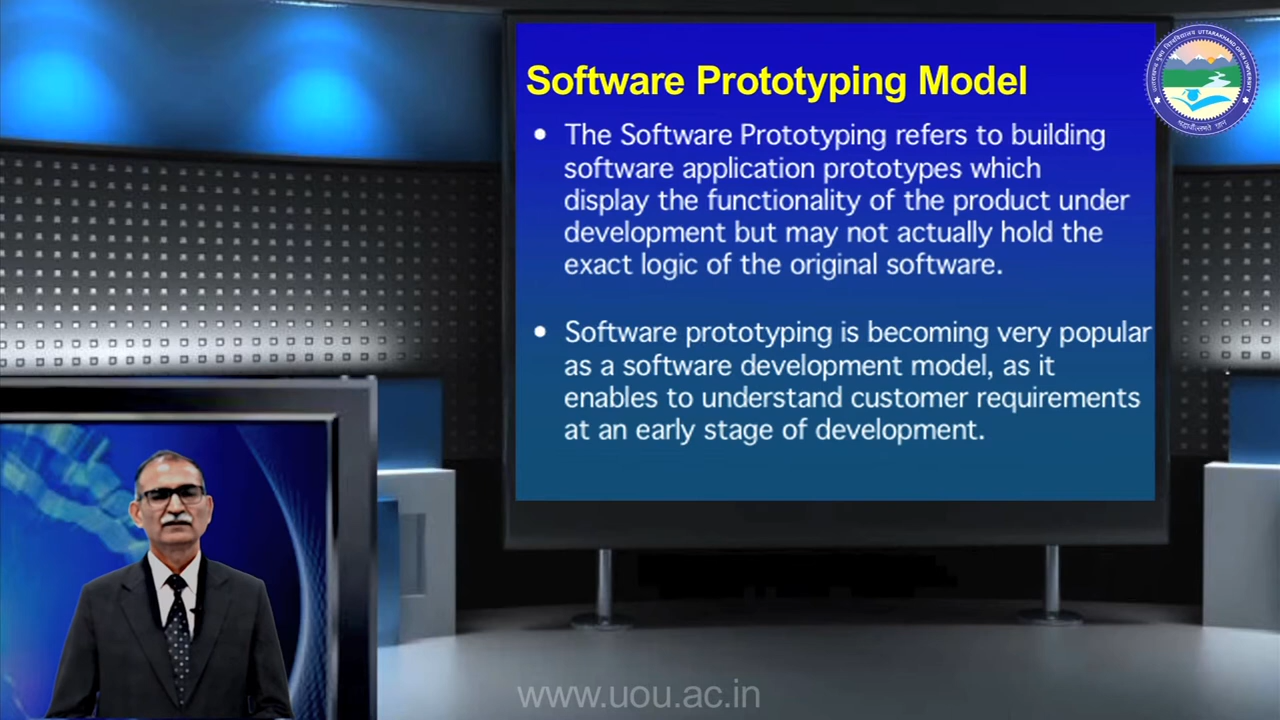 Software Prototyping Model
• The Software Prototyping refers to building
software application prototypes which
display the functionality of the product under
development but may not actually hold the
exact logic of the original software.
• Software prototyping is becoming very popular
as a software development model, as it
enables to understand customer requirements
at an early stage of development.
UTTARAKHAND OPEN UNIVERSITY
www.uou.ac.in